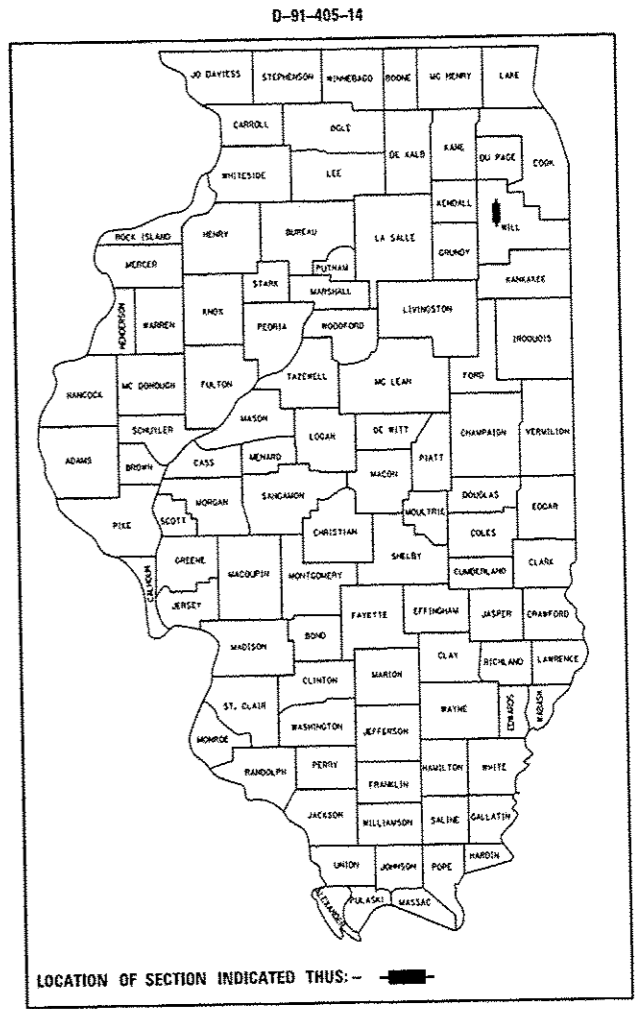 D-91-405-14
JO DAVIESS STEPHENSON WINNEBAGO BOONE MC HENRY LAKE
CARROLL OGLE DE KALB KANE DU PAGE COOK
WHITESIDE LEE KENDALL WILL
ROCK ISLAND HENRY BUREAU LA SALLE GRUNDY
MERCER PUTNAM KANKAKEE
STARK MARSHALL
HENDERSON WARREN KNOX PEORIA WOODFORD LIVINGSTON IROQUOIS
HANCOCK MC DONOUGH FULTON TAZEWELL MC LEAN FORD
MASON
SCHUYLER LOGAN DE WITT CHAMPAIGN VERMILION
ADAMS BROWN CASS MENARD MACON PIATT
MORGAN SANGAMON DOUGLAS EDGAR
PIKE SCOTT CHRISTIAN MOULTRIE COLES
GREENE MACOUPIN MONTGOMERY SHELBY CUMBERLAND CLARK
CALHOUN JERSEY FAYETTE EFFINGHAM JASPER CRAWFORD
MADISON BOND CLAY RICHLAND LAWRENCE
CLINTON MARION
ST. CLAIR WASHINGTON JEFFERSON WAYNE EDWARDS WABASH
MONROE
RANDOLPH PERRY HAMILTON WHITE
FRANKLIN
JACKSON WILLIAMSON SALINE GALLATIN
UNION JOHNSON POPE HARDIN
ALEXANDER PULASKI MASSAC
LOCATION OF SECTION INDICATED THUS:-